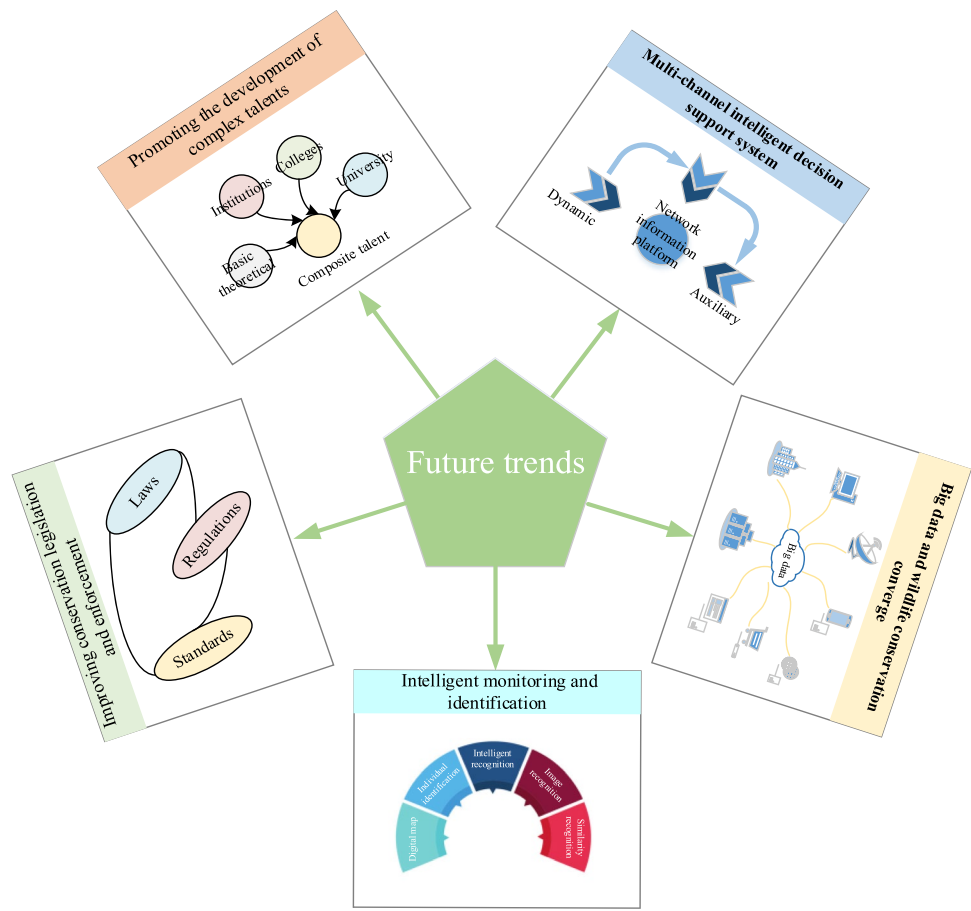 Promoting the development of
complex talents
Colleges
University
Institutions
Basic
theoretical
Composite talent
Multi-channel intelligent decision
support system
Dynamic
Network
information
platform
Auxiliary
Future trends
Improving conservation legislation
and enforcement
Laws
Regulations
Standards
Big data and wildlife conservation
converge
Big data
Intelligent monitoring and
identification
Digital map
Individual
identification
Intelligent
recognition
Image
recognition
Similarity
recognition